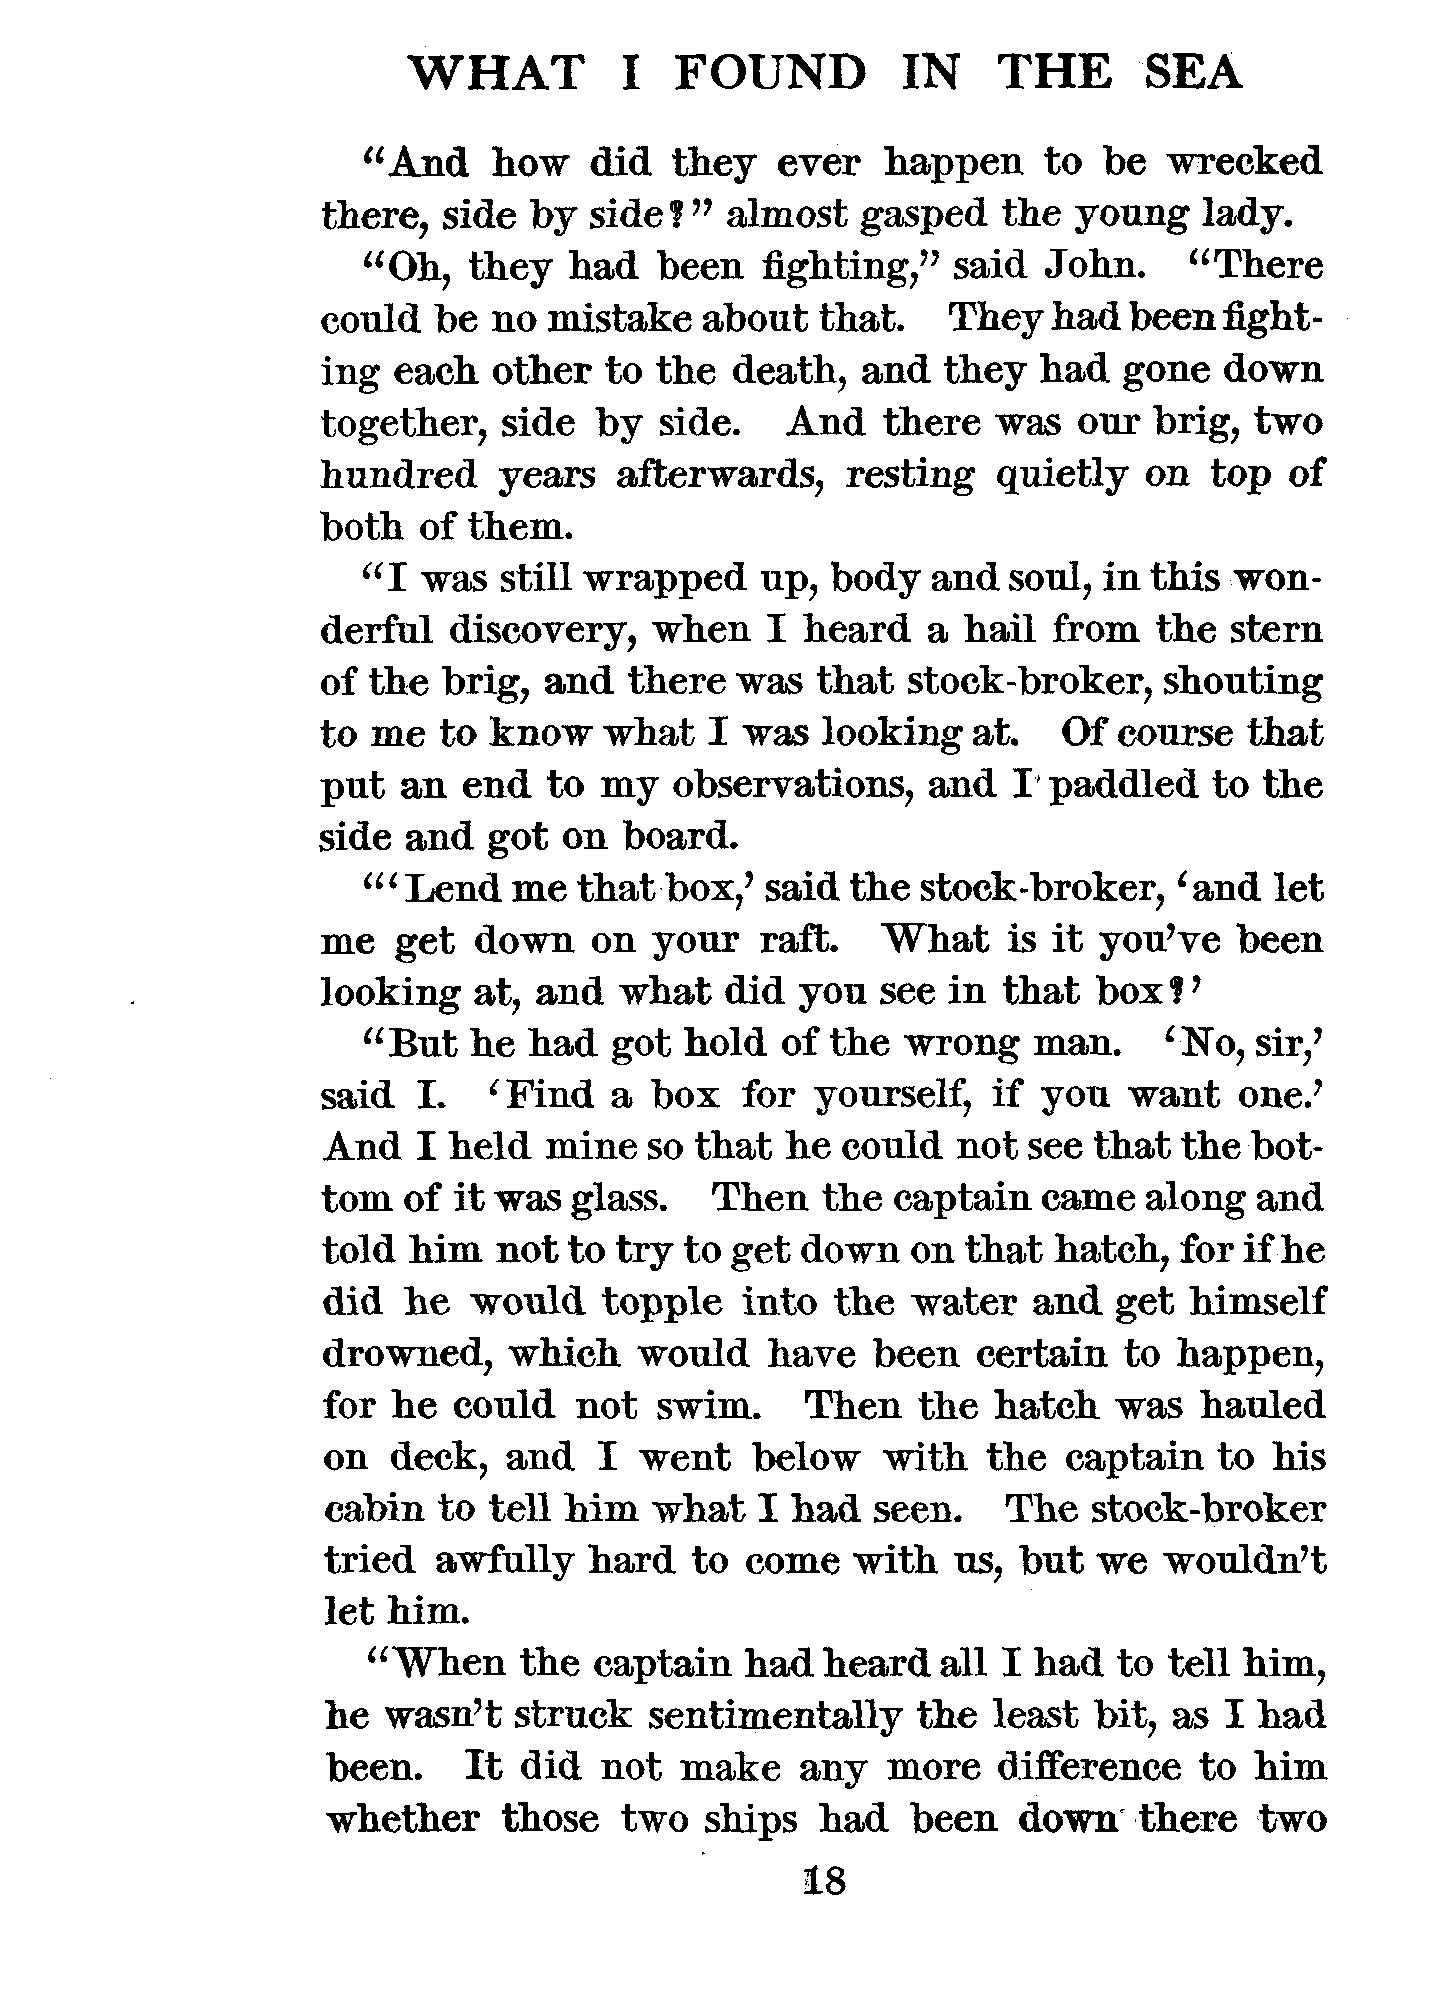 WHAT I FOUND IN THE SEA
“And how did they ever happen to be wrecked
there, side by side?” almost gasped the young lady.
“Oh, they had been fighting,” said John. “There
could be no mistake about that. They had been fight-
ing each other to the death, and they had gone down
together, side by side. And there was our brig, two
hundred years afterwards, resting quietly on top of
both of them.
“I was still wrapped up, body and soul, in this won-
derful discovery, when I heard a hail from the stern
of the brig, and there was that stock-broker, shouting
to me to know what I was looking at. Of course that
put an end to my observations, and I paddled to the
side and got on board.
“‘Lend me that box,’ said the stock-broker, ‘and let
me get down on your raft. What is it you’ve been
looking at, and what did you see in that box?’
“But he had got hold of the wrong man. ‘No, sir,’
said I. ‘Find a box for yourself, if you want one.’
And I held mine so that he could not see that the bot-
tom of it was glass. Then the captain came along and
told him not to try to get down on that hatch, for if he
did he would topple into the water and get himself
drowned, which would have been certain to happen,
for he could not swim. Then the hatch was hauled
on deck, and I went below with the captain to his
cabin to tell him what I had seen. The stock-broker
tried awfully hard to come with us, but we wouldn’t
let him.
“When the captain had heard all I had to tell him,
he wasn’t struck sentimentally the least bit, as I had
been. It did not make any more difference to him
whether those two ships had been down there two
18